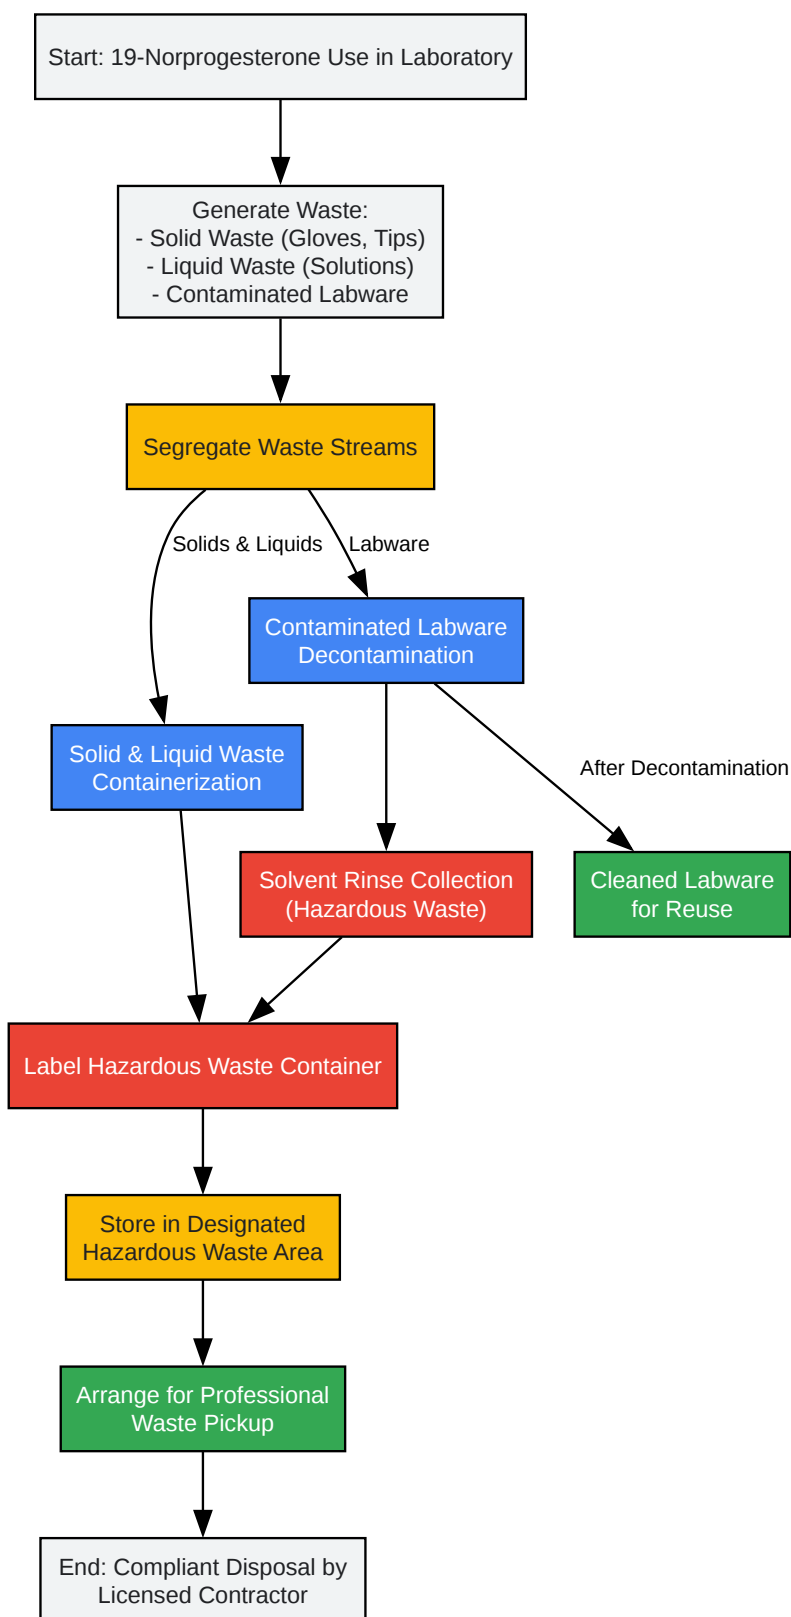 Start: 19-Norprogesterone Use in Laboratory
Generate Waste:
- Solid Waste (Gloves, Tips)
- Liquid Waste (Solutions)
- Contaminated Labware
Segregate Waste Streams
Solids & Liquids
Labware
Contaminated Labware
Decontamination
Solid & Liquid Waste
Containerization
After Decontamination
Solvent Rinse Collection
(Hazardous Waste)
Cleaned Labware
for Reuse
Label Hazardous Waste Container
Store in Designated
Hazardous Waste Area
Arrange for Professional
Waste Pickup
End: Compliant Disposal by
Licensed Contractor